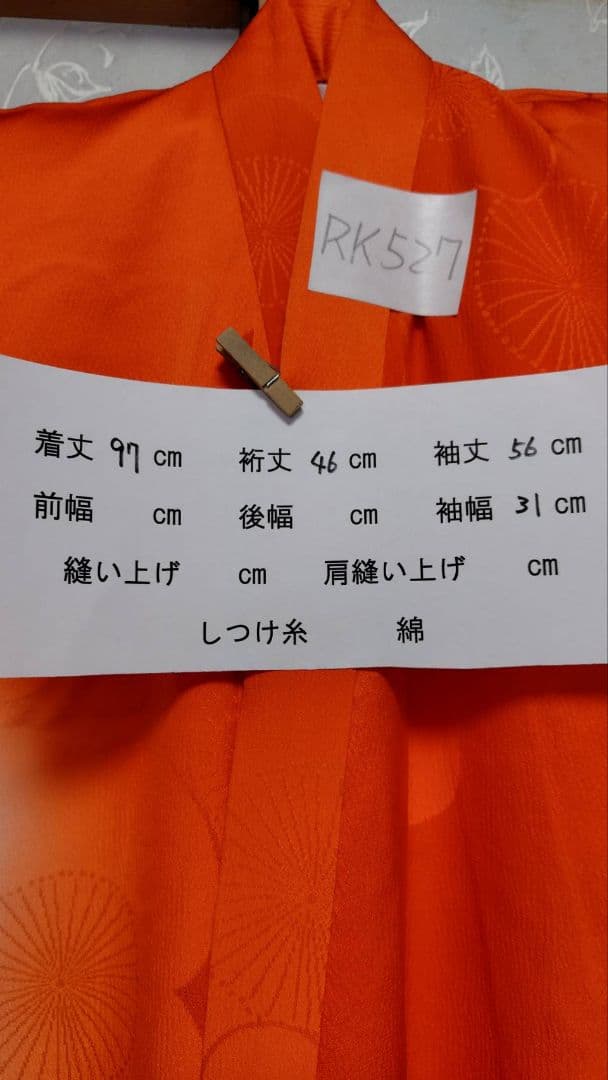 RK527
着丈 97 cm 裄丈 46 cm 袖丈 56 cm
前幅 cm 後幅 cm 袖幅 31 cm
縫い上げ cm 肩縫い上げ cm
しつけ糸 綿